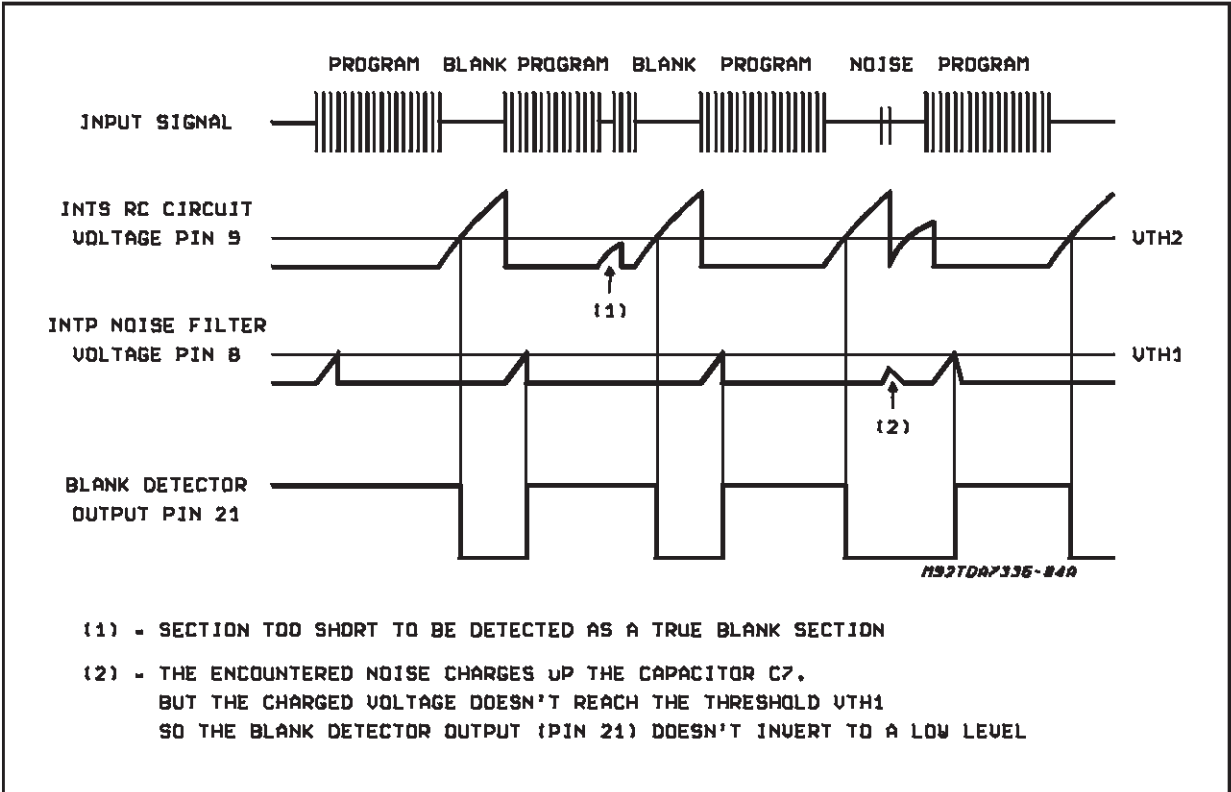 PROGRAM BLANK PROGRAM BLANK PROGRAM NOISE PROGRAM
INPUT SIGNAL
INTS RC CIRCUIT
VOLTAGE PIN 9
VTH2
(1)
INTP NOISE FILTER
VOLTAGE PIN 8
VTH1
(2)
BLANK DETECTOR
OUTPUT PIN 21
M92TDA7336-04A
(1) - SECTION TOO SHORT TO BE DETECTED AS A TRUE BLANK SECTION
(2) - THE ENCOUNTERED NOISE CHARGES UP THE CAPACITOR C7.
BUT THE CHARGED VOLTAGE DOESN'T REACH THE THRESHOLD VTH1
SO THE BLANK DETECTOR OUTPUT (PIN 21) DOESN'T INVERT TO A LOW LEVEL